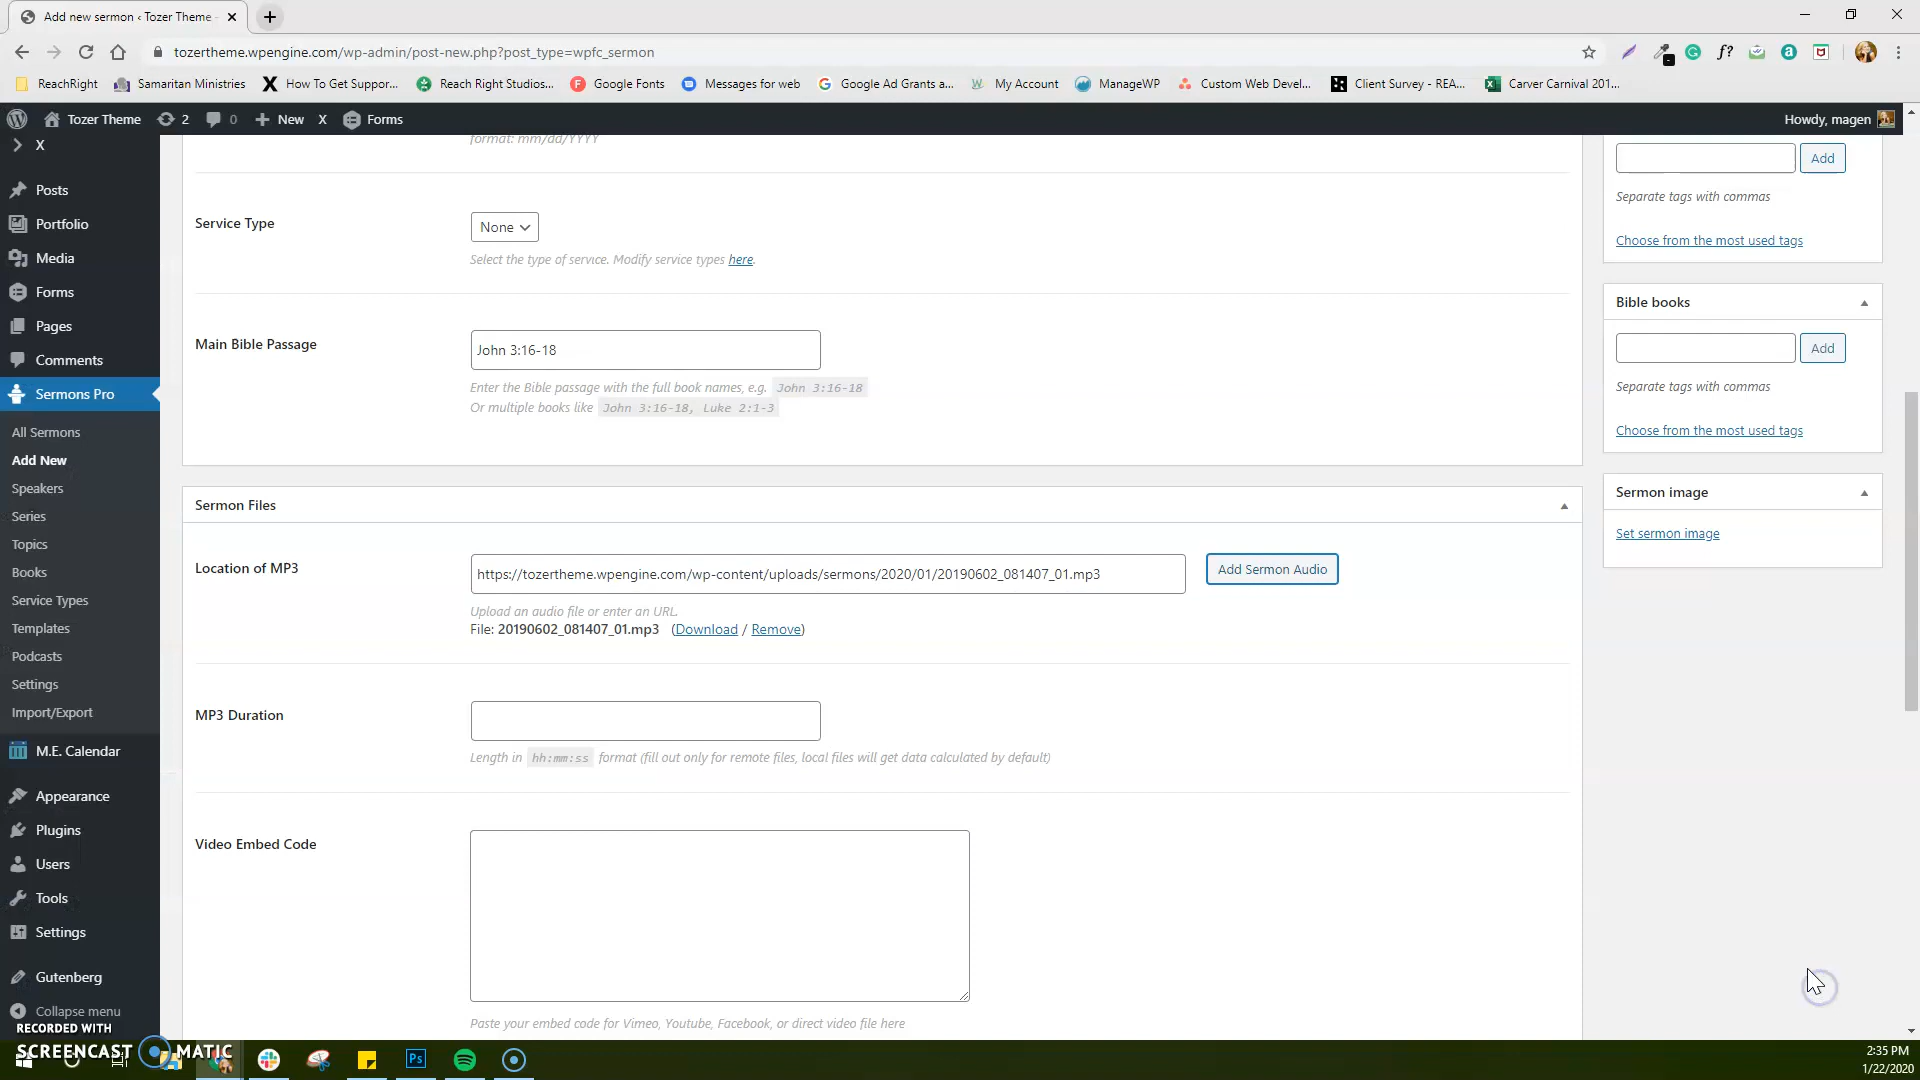 Add new sermon ‹ Tozer Theme -
tozertheme.wpengine.com/wp-admin/post-new.php?post_type=wpfc_sermon
f?
ReachRight
Samaritan Ministries
How To Get Suppor...
Reach Right Studios...
Google Fonts
Messages for web
Google Ad Grants a...
My Account
ManageWP
Custom Web Devel...
Client Survey - REA...
Carver Carnival 201...
Tozer Theme
2
0
New
X
Forms
Howdy, magen
X
Posts
Portfolio
Media
Forms
Pages
Comments
Sermons Pro
All Sermons
Add New
Speakers
Series
Topics
Books
Service Types
Templates
Podcasts
Settings
Import/Export
M.E. Calendar
Appearance
Plugins
Users
Tools
Settings
Gutenberg
Collapse menu
format: mm/dd/YYYY
Service Type
None
Select the type of service. Modify service types here.
Main Bible Passage
John 3:16-18
Enter the Bible passage with the full book names, e.g. John 3:16-18
Or multiple books like John 3:16-18, Luke 2:1-3
Sermon Files
Location of MP3
https://tozertheme.wpengine.com/wp-content/uploads/sermons/2020/01/20190602_081407_01.mp3
Add Sermon Audio
Upload an audio file or enter an URL.
File: 20190602_081407_01.mp3 (Download / Remove)
MP3 Duration
Length in hh:mm:ss format (fill out only for remote files, local files will get data calculated by default)
Video Embed Code
Paste your embed code for Vimeo, Youtube, Facebook, or direct video file here
Add
Separate tags with commas
Choose from the most used tags
Bible books
Add
Separate tags with commas
Choose from the most used tags
Sermon image
Set sermon image
RECORDED WITH
SCREENCAST MATIC
Ps
2:35 PM
1/22/2020